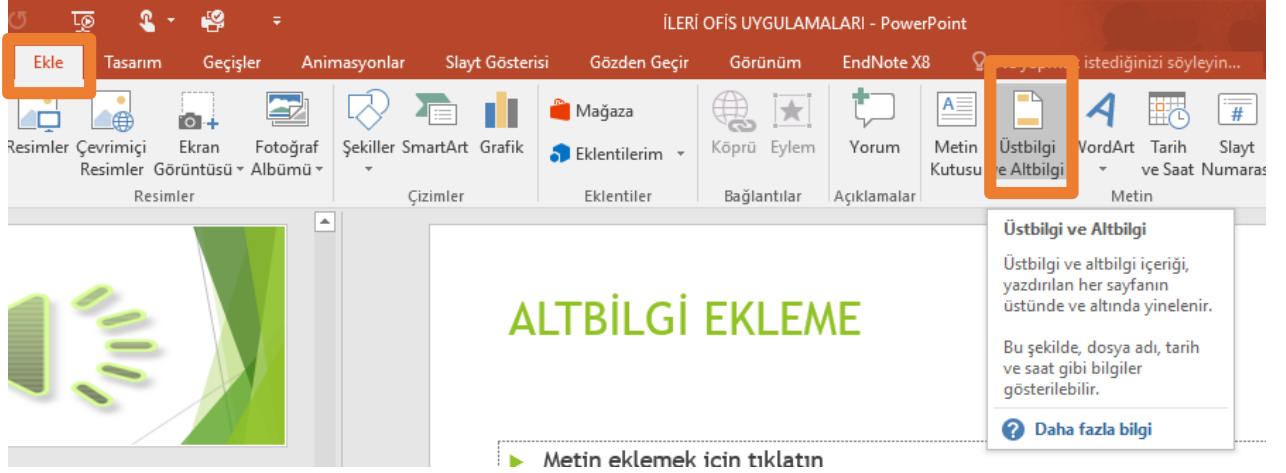 İLERİ OFİS UYGULAMALARI - PowerPoint
Ekle Tasarım Geçişler Animasyonlar Slayt Gösterisi Gözden Geçir Görünüm EndNote X8 istediğinizi söyleyin...
Resimler Çevrimiçi Resimler Ekran Görüntüsü Fotoğraf Albümü
Şekiller SmartArt Grafik
Mağaza
Eklentilerim
Köprü Eylem
Yorum
Metin Kutusu Üstbilgi ve Altbilgi WordArt Tarih ve Saat Slayt
#
Resimler Çizimler Eklentiler Bağlantılar Açıklamalar Metin
Üstbilgi ve Altbilgi
Üstbilgi ve altbilgi içeriği,
yazdırılan her sayfanın
üstünde ve altında yinelenir.
Bu şekilde, dosya adı, tarih
ve saat gibi bilgiler
gösterilebilir.
Daha fazla bilgi
ALTBİLGİ EKLEME
Metin eklemek için tıklatın